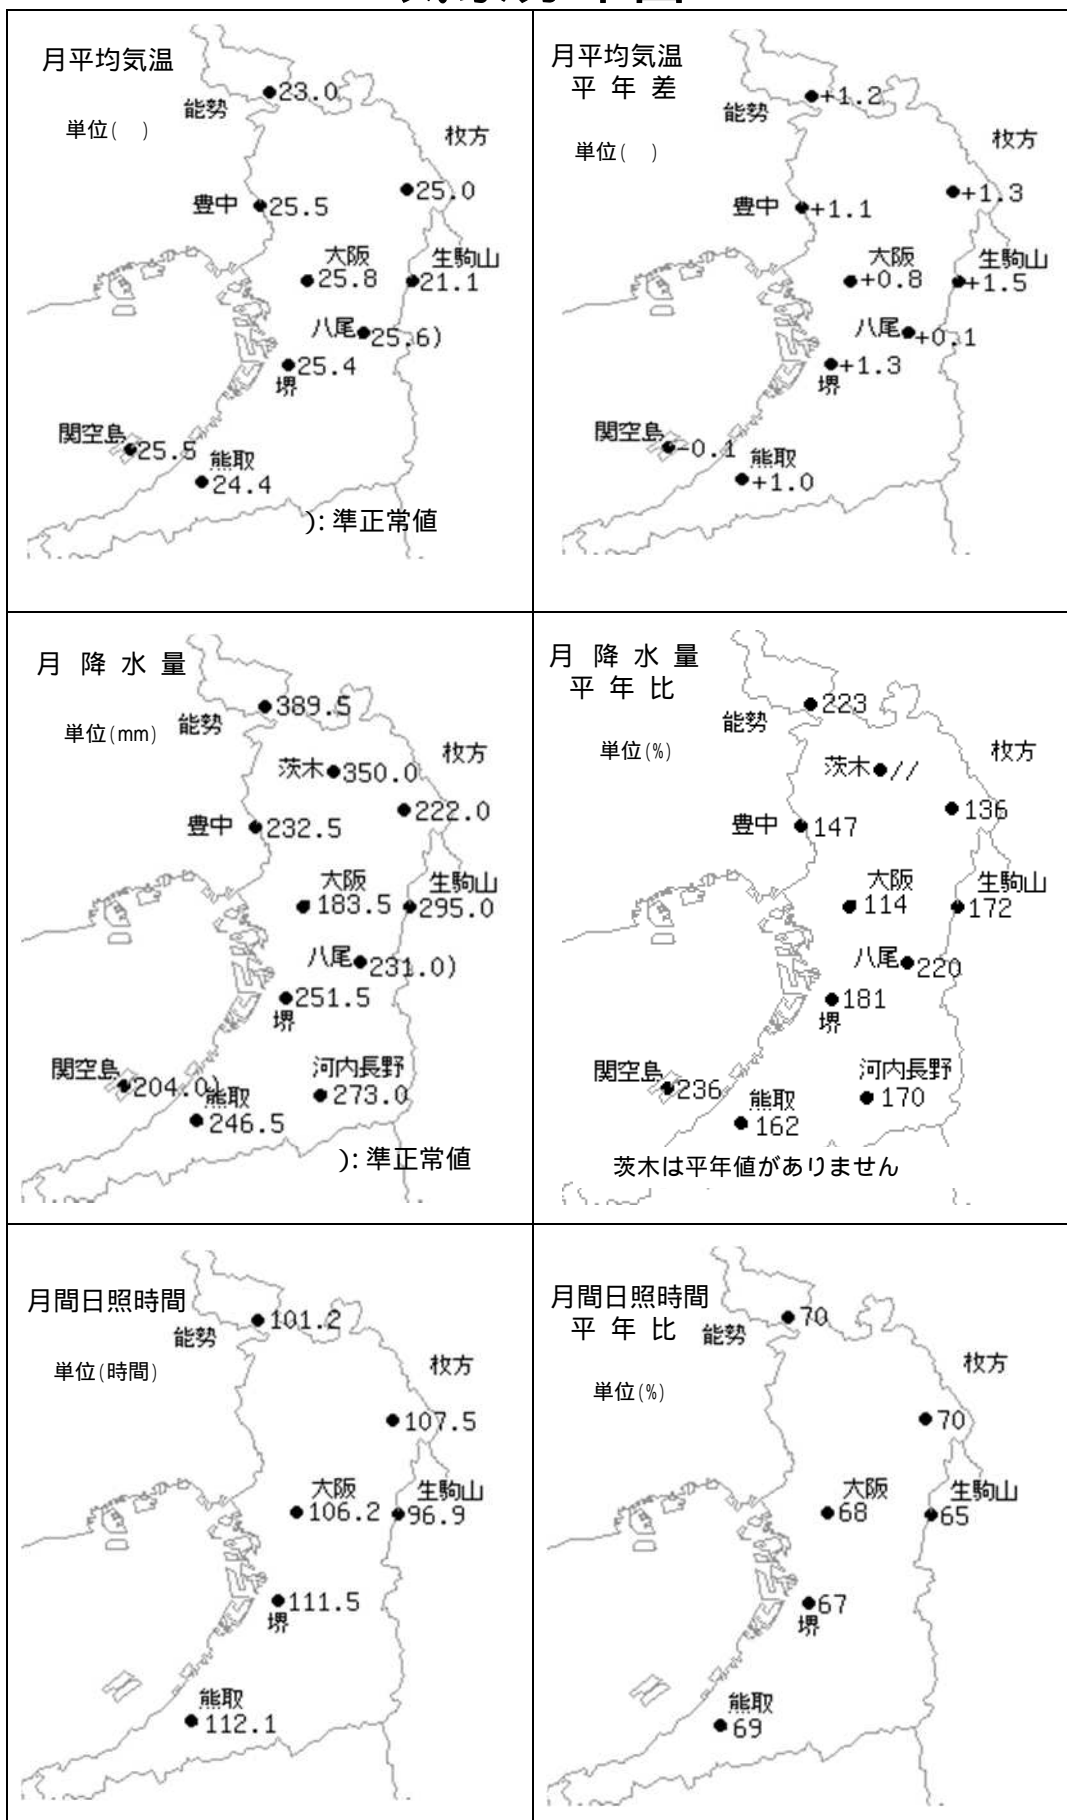 月平均気温
単位( )
能勢
23.0
枚方
25.0
豊中
25.5
大阪
25.8
生駒山
21.1
八尾
25.6)
25.4
堺
関空島
25.5
熊取
24.4
): 準正常値
月平均気温
平 年 差
単位( )
能勢
+1.2
枚方
+1.3
豊中
+1.1
大阪
+0.8
生駒山
+1.5
八尾
+0.1
+1.3
堺
関空島
-0.1
熊取
+1.0
月 降 水 量
単位(mm)
能勢
389.5
茨木
350.0
枚方
222.0
豊中
232.5
大阪
183.5
生駒山
295.0
八尾
231.0)
251.5
堺
関空島
204.0)
熊取
246.5
河内長野
273.0
): 準正常値
月 降 水 量
平 年 比
単位(%)
能勢
223
茨木
//
枚方
136
豊中
147
大阪
114
生駒山
172
八尾
220
181
堺
関空島
236
熊取
162
河内長野
170
茨木は平年値がありません
月間日照時間
単位(時間)
能勢
101.2
枚方
107.5
大阪
106.2
生駒山
96.9
111.5
堺
熊取
112.1
月間日照時間
平 年 比
単位(%)
能勢
70
枚方
70
大阪
68
生駒山
65
67
堺
熊取
69